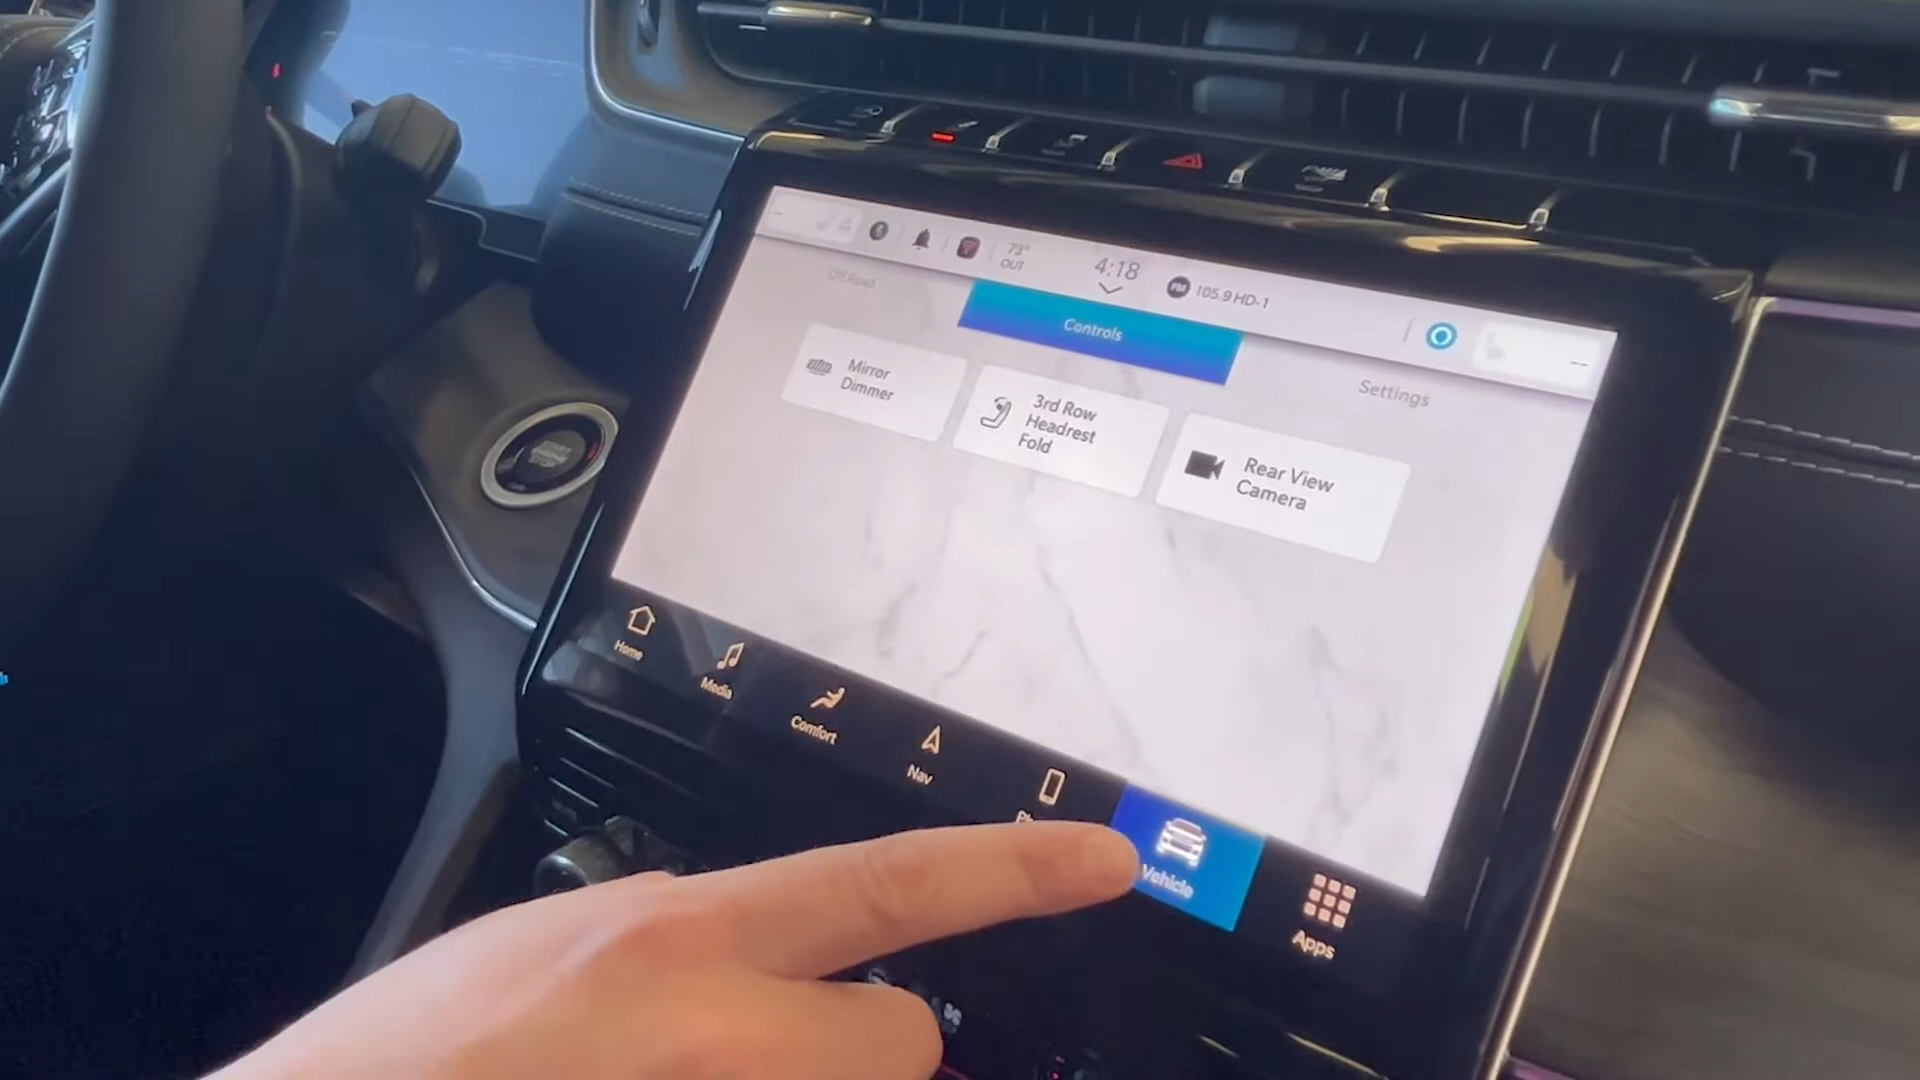 73°
OUT
4:18
FM
105.9 HD-1
Off Road
Controls
Settings
Mirror
Dimmer
3rd Row
Headrest
Fold
Rear View
Camera
Home
Media
Comfort
Nav
Vehicle
Apps